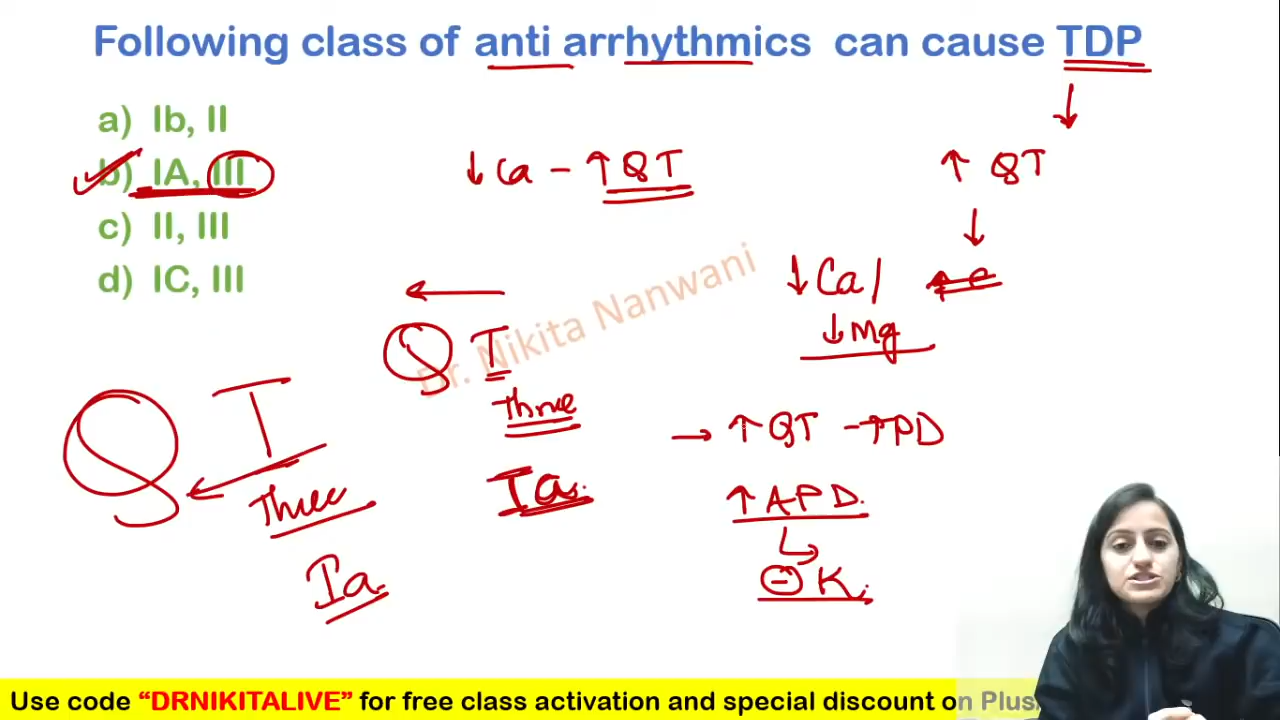 Following class of anti arrhythmics can cause TDP
a) Ib, II
b) IA, III
c) II, III
d) IC, III
↓ Ca - ↑ QT
↑ QT
↓ Ca /
↓ Mg
Q T
Three
Ia
Q T
Three
Ia
→ ↑ QT - ↑ PD
↑ APD
⊖ K
Dr. Nikita Nanwani
Use code “DRNIKITALIVE” for free class activation and special discount on Plus